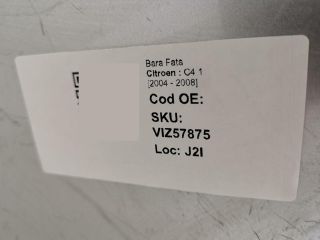 Bara Fata
Citroen : C4 1
[2004 - 2008]
Cod OE:
SKU:
VIZ57875
Loc: J2I